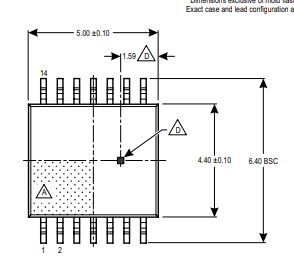 Dimensions exclusive of mold flas
Exact case and lead configuration a
5.00 ±0.10
1.59 D
14
D
4.40 ±0.10
6.40 BSC
A
1 2